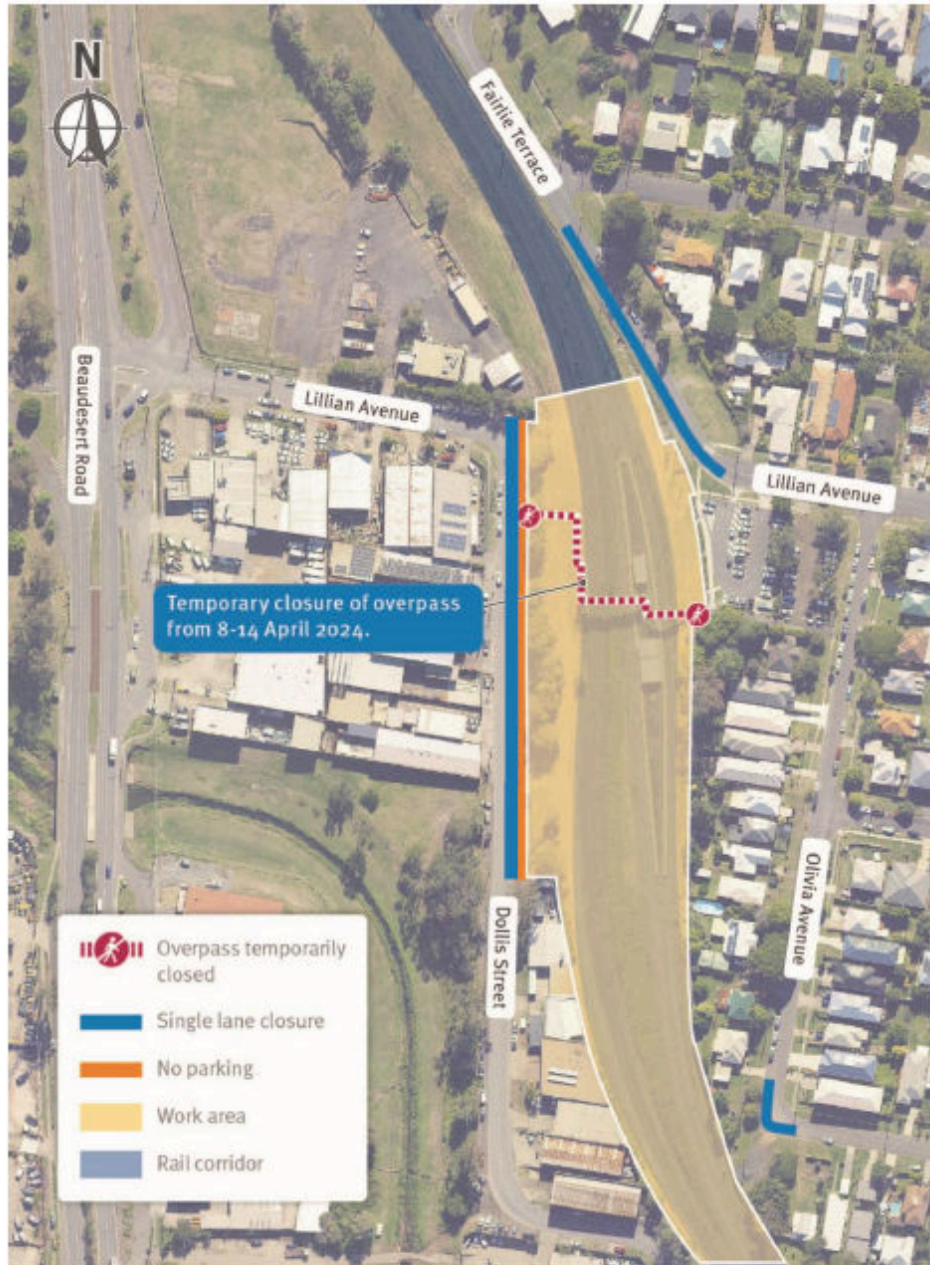 N
Fairlie Terrace
Beaudesert Road
Lillian Avenue
Lillian Avenue
Temporary closure of overpass
from 8-14 April 2024.
Olivia Avenue
Dollis Street
Overpass temporarily
closed
Single lane closure
No parking
Work area
Rail corridor